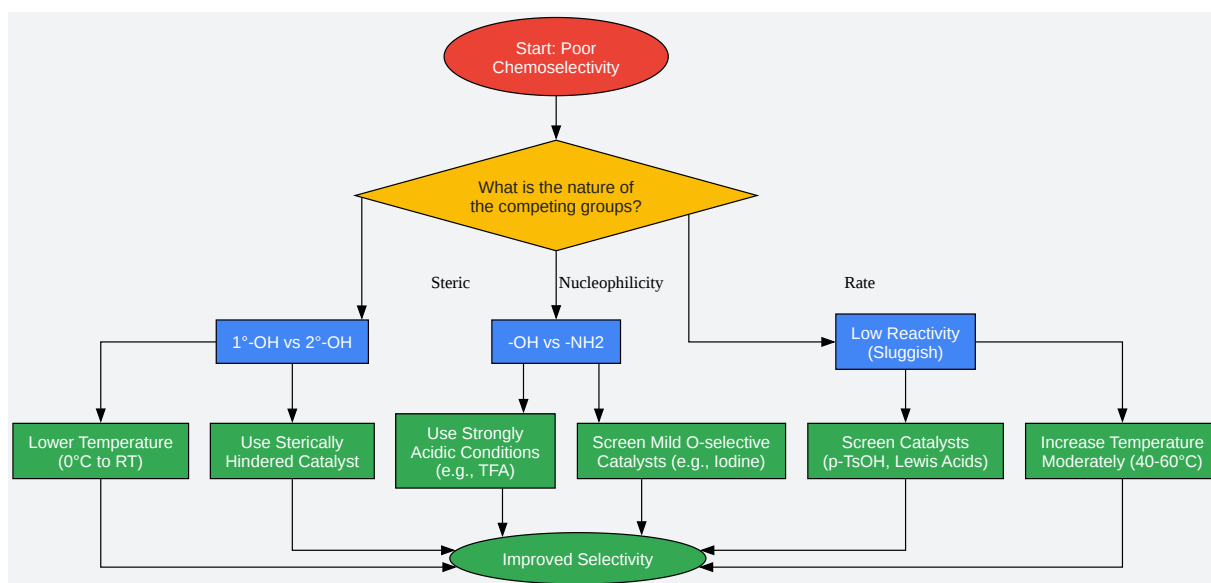 Start: Poor
Chemoselectivity
What is the nature of
the competing groups?
Steric
Nucleophilicity
Rate
1°-OH vs 2°-OH
-OH vs -NH2
Low Reactivity
(Sluggish)
Lower Temperature
(0°C to RT)
Use Sterically
Hindered Catalyst
Use Strongly
Acidic Conditions
(e.g., TFA)
Screen Mild O-selective
Catalysts (e.g., Iodine)
Screen Catalysts
(p-TsOH, Lewis Acids)
Increase Temperature
Moderately (40-60°C)
Improved Selectivity